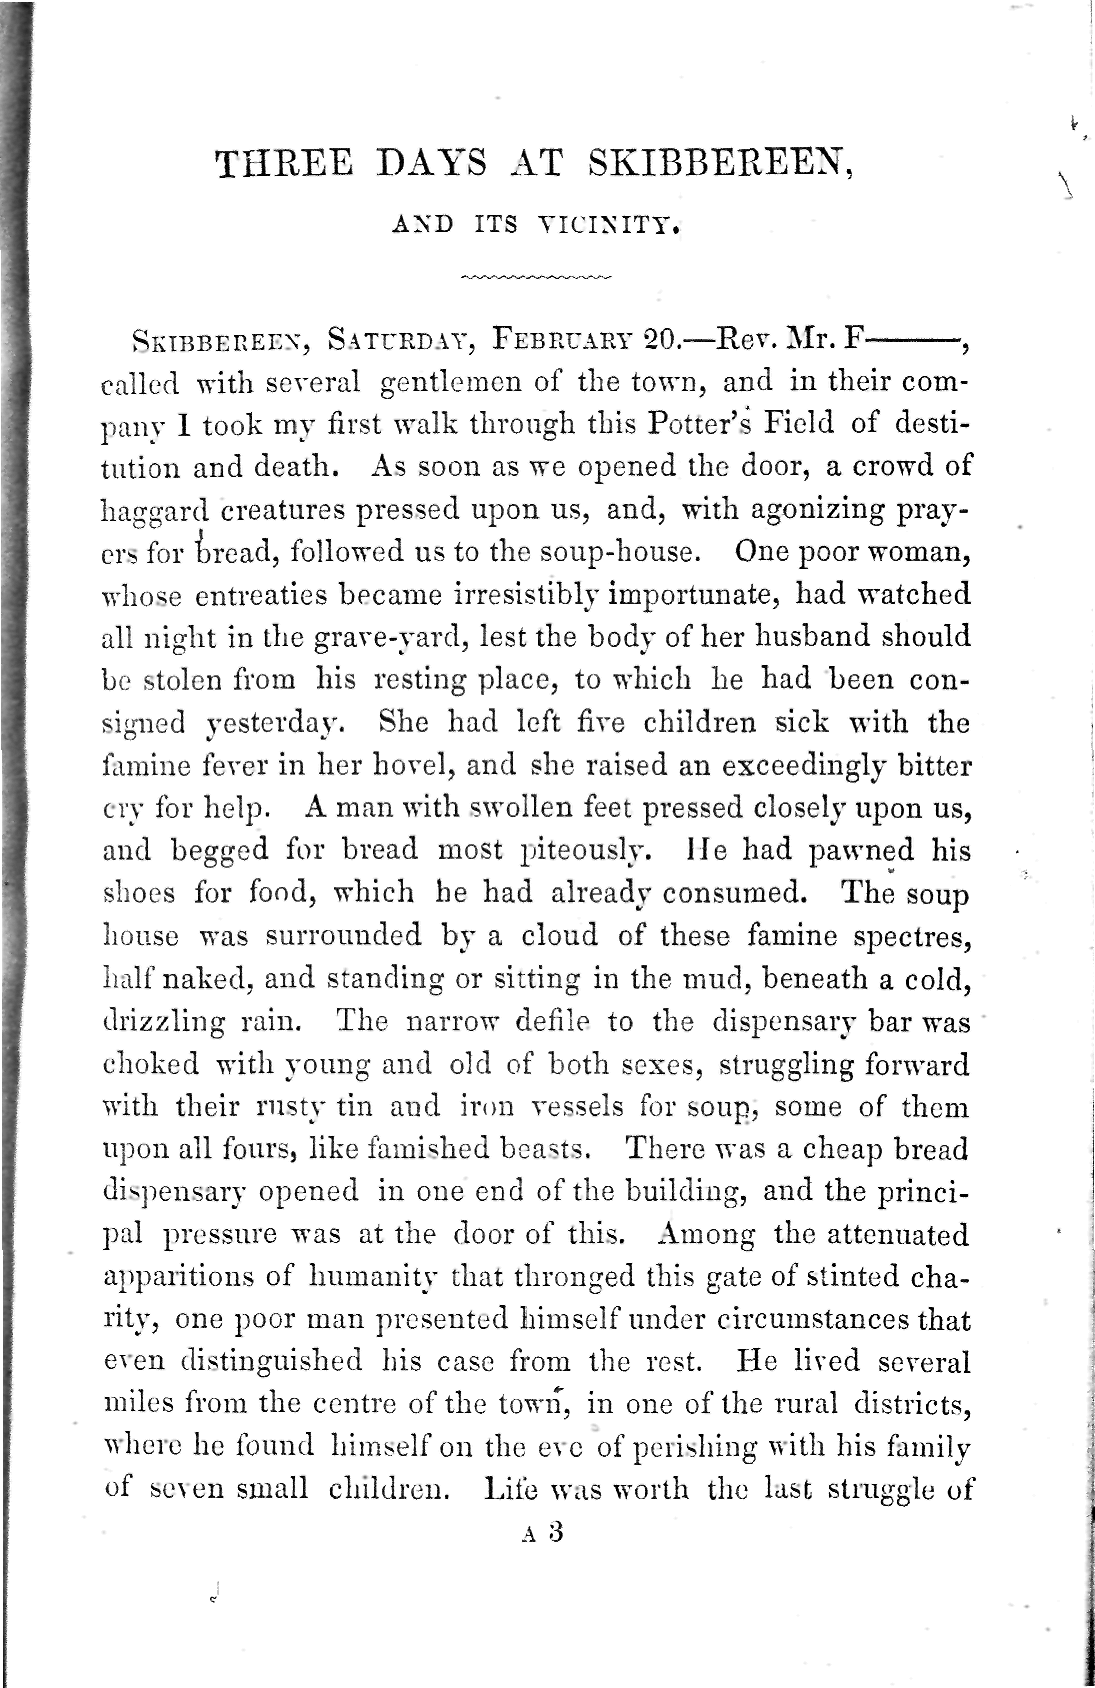 THREE DAYS AT SKIBBEREEN,
AND ITS VICINITY.
SKIBBEREEN, SATURDAY, FEBRUARY 20.—Rev. Mr. F———,
called with several gentlemen of the town, and in their com-
pany I took my first walk through this Potter's Field of desti-
tution and death. As soon as we opened the door, a crowd of
haggard creatures pressed upon us, and, with agonizing pray-
ers for bread, followed us to the soup-house. One poor woman,
whose entreaties became irresistibly importunate, had watched
all night in the grave-yard, lest the body of her husband should
be stolen from his resting place, to which he had been con-
signed yesterday. She had left five children sick with the
famine fever in her hovel, and she raised an exceedingly bitter
cry for help. A man with swollen feet pressed closely upon us,
and begged for bread most piteously. He had pawned his
shoes for food, which he had already consumed. The soup
house was surrounded by a cloud of these famine spectres,
half naked, and standing or sitting in the mud, beneath a cold,
drizzling rain. The narrow defile to the dispensary bar was
choked with young and old of both sexes, struggling forward
with their rusty tin and iron vessels for soup, some of them
upon all fours, like famished beasts. There was a cheap bread
dispensary opened in one end of the building, and the princi-
pal pressure was at the door of this. Among the attenuated
apparitions of humanity that thronged this gate of stinted cha-
rity, one poor man presented himself under circumstances that
even distinguished his case from the rest. He lived several
miles from the centre of the town, in one of the rural districts,
where he found himself on the eve of perishing with his family
of seven small children. Life was worth the last struggle of
A 3